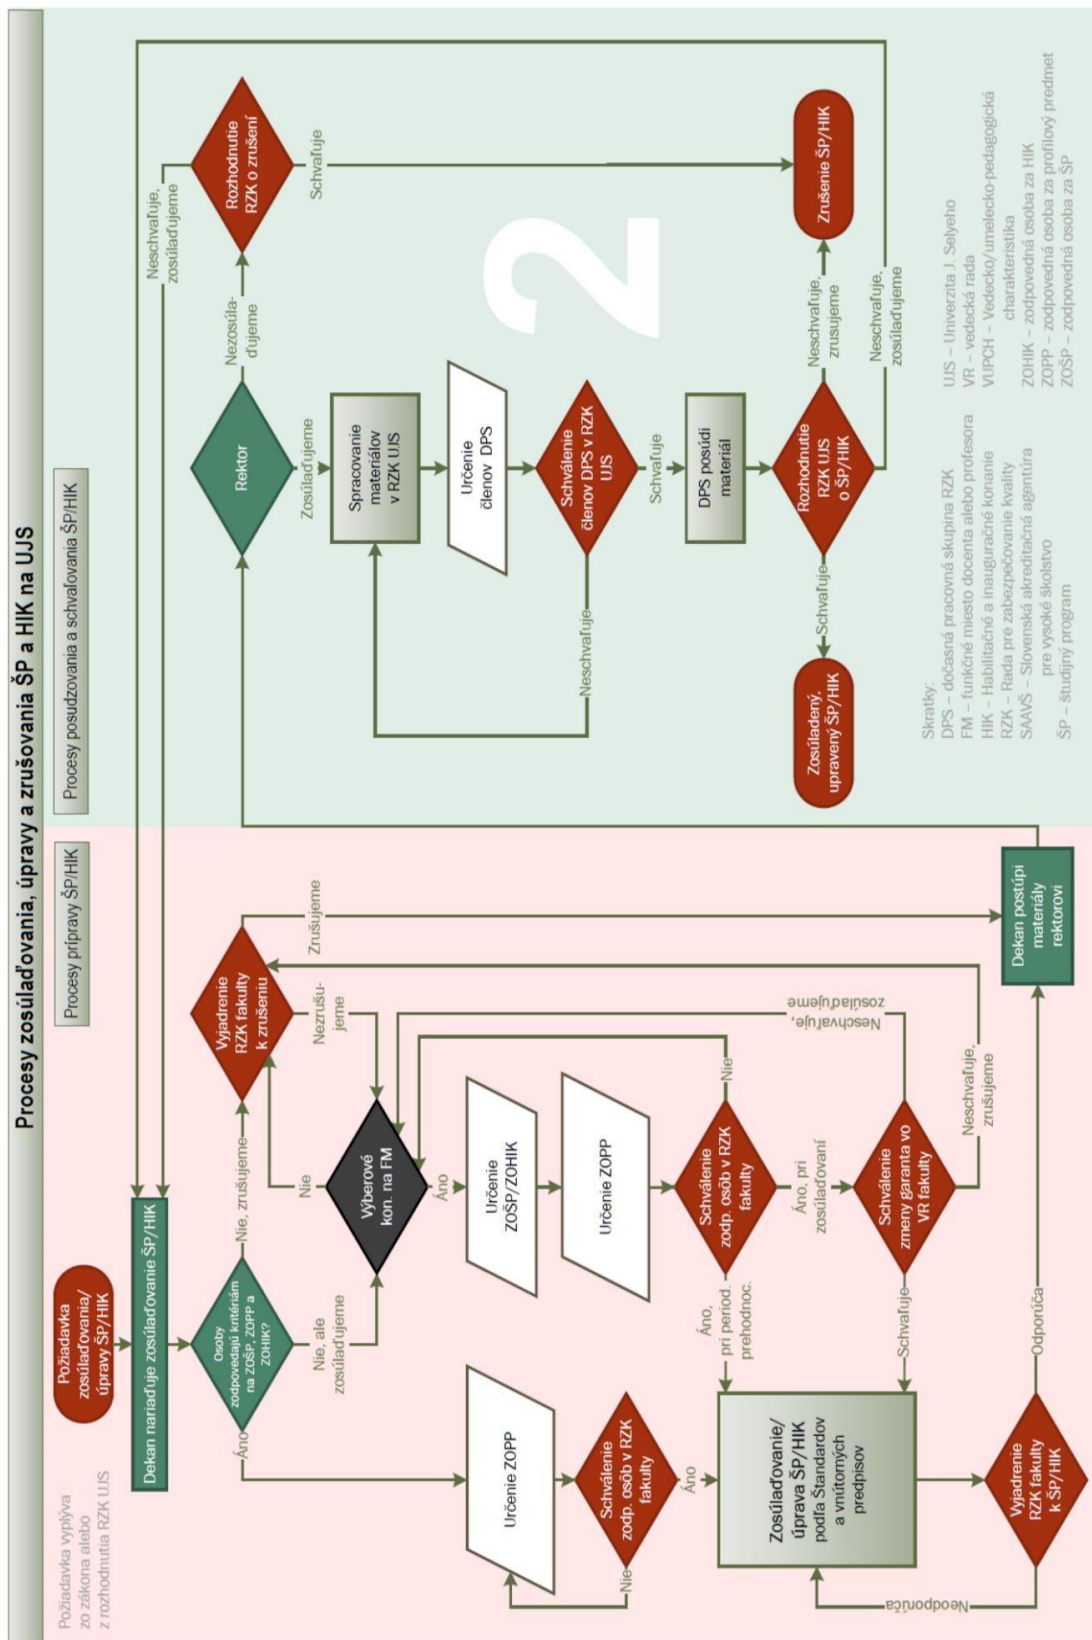 Procesy zosúlaďovania, úpravy a zrušovania ŠP a HIK na UJS
Procesy prípravy ŠP/HIK
Procesy posudzovania a schvaľovania ŠP/HIK
Požiadavka vyplýva
zo zákona alebo
z rozhodnutia RZK UJS
Požiadavka
zosúlaďovania/
úpravy ŠP/HIK
Dekan nariaďuje zosúlaďovanie ŠP/HIK
Osoby
zodpovedajú kritériám
na ZOŠP, ZOPP a
ZOHIK?
Áno
Nie, zrušujeme
Nie, ale
zosúlaďujeme
Vyjadrenie
RZK fakulty
k zrušeniu
Zrušujeme
Nezrušu-
jeme
Nie
Výberové
kon. na FM
Áno
Určenie
ZOŠP/ZOHIK
Určenie ZOPP
Určenie ZOPP
Schválenie
zodp. osôb v RZK
fakulty
Nie
Áno
Schválenie
zodp. osôb v RZK
fakulty
Nie
Áno,
pri period.
prehodnoc.
Áno, pri
zosúlaďovaní
Schválenie
zmeny garanta vo
VR fakulty
Neschvaľuje,
zosúlaďujeme
Neschvaľuje,
zrušujeme
Schvaľuje
Zosúlaďovanie/
úprava ŠP/HIK
podľa Štandardov
a vnútorných
predpisov
Vyjadrenie
RZK fakulty
k ŠP/HIK
Neodporúča
Odporúča
Dekan postúpi
materiály
rektorovi
Rektor
Nezosúla-
ďujeme
Zosúlaďujeme
Rozhodnutie
RZK o zrušení
Neschvaľuje,
zosúlaďujeme
Schvaľuje
Spracovanie
materiálov
v RZK UJS
Určenie
členov DPS
Schválenie
členov DPS v RZK
UJS
Neschvaľuje
Schvaľuje
DPS posúdi
materiál
Rozhodnutie
RZK UJS
o ŠP/HIK
Schvaľuje
Neschvaľuje,
zrusujeme
Neschvaľuje,
zosúlaďujeme
Zosúladený,
upravený ŠP/HIK
Zrušenie ŠP/HIK
2
Skratky:
DPS – dočasná pracovná skupina RZK
FM – funkčné miesto docenta alebo profesora
HIK – Habilitačné a inauguračné konanie
RZK – Rada pre zabezpečovanie kvality
SAAVŠ – Slovenská akreditačná agentúra
pre vysoké školstvo
ŠP – študijný program
UJS – Univerzita J. Selyeho
VR – vedecká rada
VUPCH – Vedecko/umelecko-pedagogická
charakteristika
ZOHIK – zodpovedná osoba za HIK
ZOPP – zodpovedná osoba za profilový predmet
ZOŠP – zodpovedná osoba za ŠP